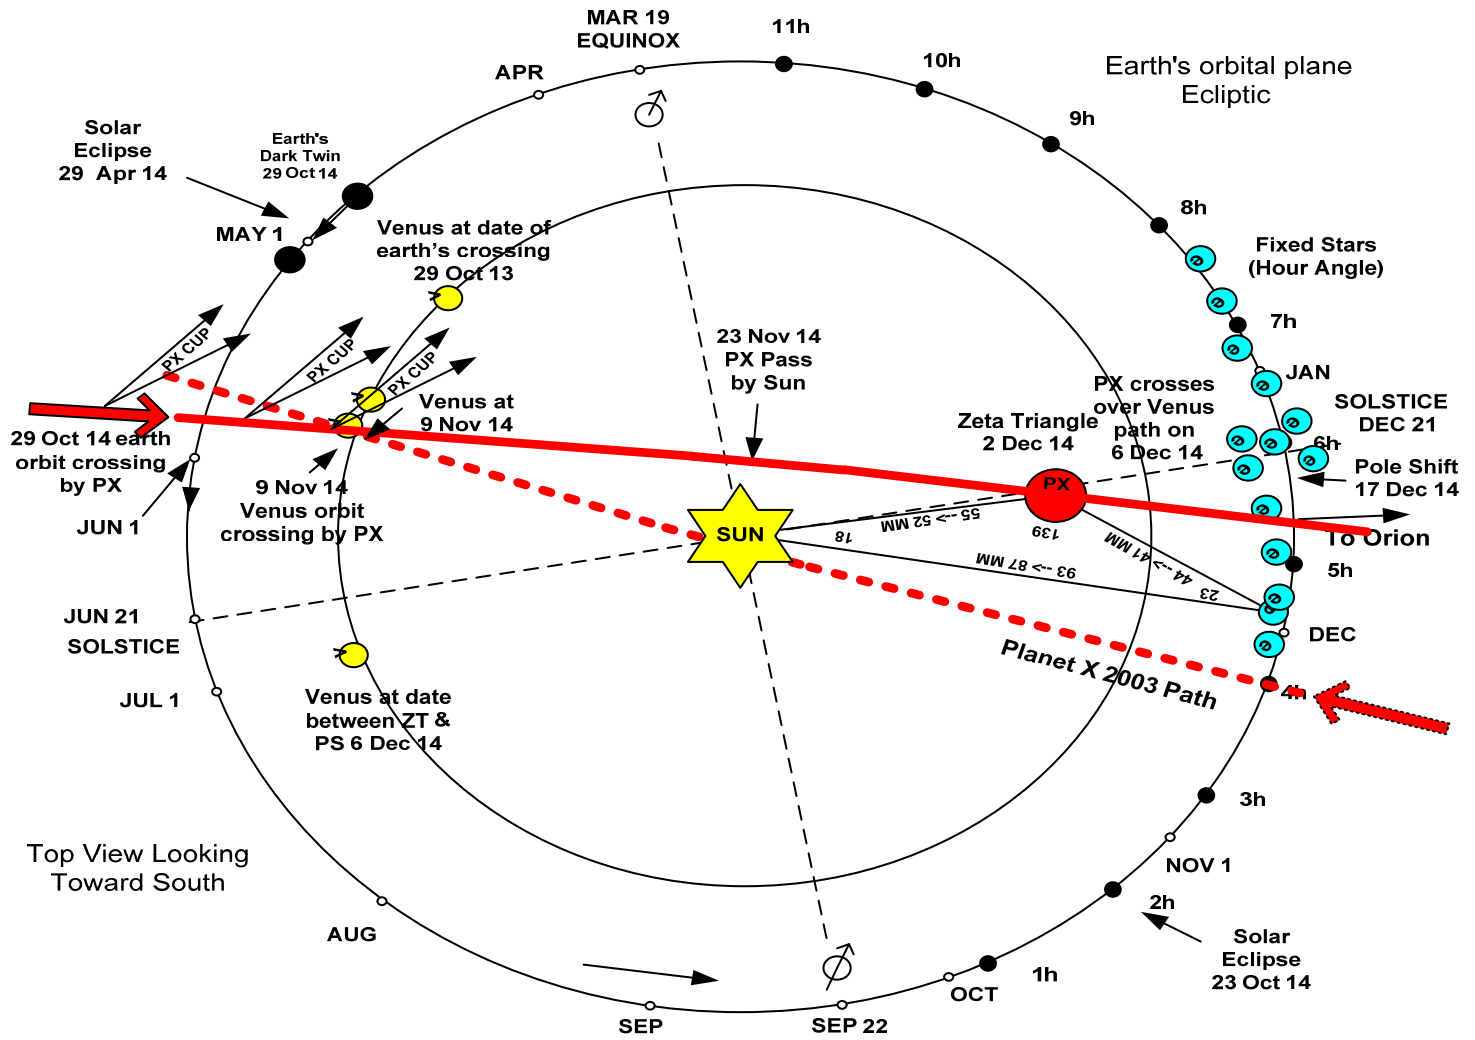 MAR 19
EQUINOX
11h
10h
Earth's orbital plane
Ecliptic
APR
9h
Solar
Eclipse
29 Apr 14
Earth's
Dark Twin
29 Oct 14
8h
MAY 1
Venus at date of
earth's crossing
29 Oct 13
Fixed Stars
(Hour Angle)
e
e
7h
e
PX CUP
PX CUP
PX CUP
23 Nov 14
PX Pass
by Sun
JAN
e
PX crosses
over Venus
path on
6 Dec 14
SOLSTICE
DEC 21
6h
e
e
e
e
e
Venus at
9 Nov 14
Zeta Triangle
2 Dec 14
29 Oct 14 earth
orbit crossing
by PX
Pole Shift
17 Dec 14
9 Nov 14
Venus orbit
crossing by PX
PX
JUN 1
55 --> 52 MM
139
18
SUN
e
To Orion
44 --> 41 MM
93 --> 87 MM
23
e
5h
e
e
JUN 21
SOLSTICE
DEC
e
v
v
v
v
Planet X 2003 Path
4h
JUL 1
Venus at date
between ZT &
PS 6 Dec 14
3h
Top View Looking
Toward South
NOV 1
2h
AUG
Solar
Eclipse
23 Oct 14
1h
OCT
SEP
SEP 22